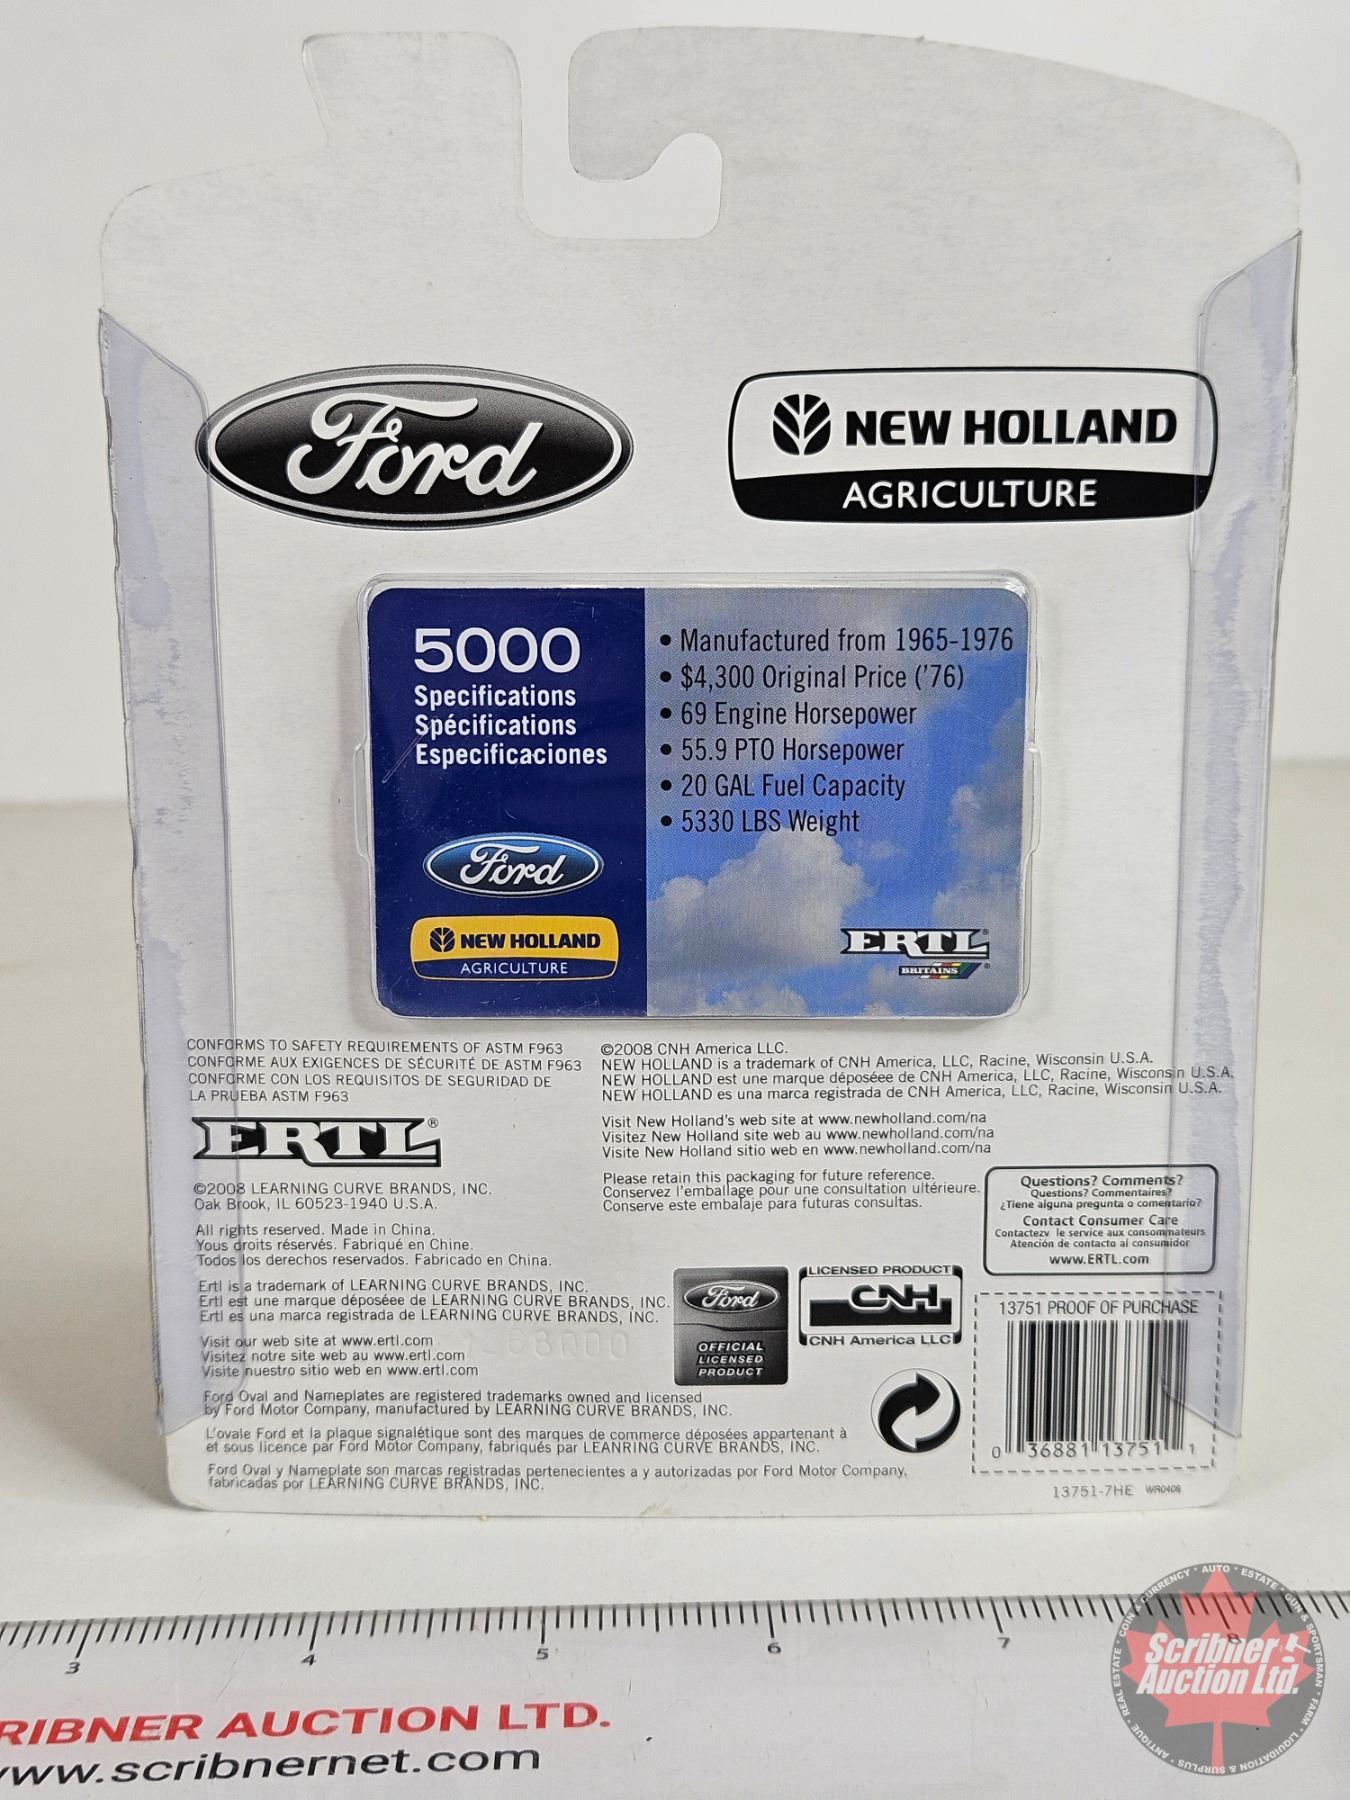 Ford
NEW HOLLAND
AGRICULTURE
5000
Specifications
Spécifications
Especificaciones
Ford
NEW HOLLAND
AGRICULTURE
• Manufactured from 1965-1976
• $4,300 Original Price ('76)
• 69 Engine Horsepower
• 55.9 PTO Horsepower
• 20 GAL Fuel Capacity
• 5330 LBS Weight
ERTL®
BRITAINS®
CONFORMS TO SAFETY REQUIREMENTS OF ASTM F963
CONFORME AUX EXIGENCES DE SÉCURITÉ DE ASTM F963
CONFORME CON LOS REQUISITOS DE SEGURIDAD DE
LA PRUEBA ASTM F963
ERTL®
©2008 LEARNING CURVE BRANDS, INC.
Oak Brook, IL 60523-1940 U.S.A.
All rights reserved. Made in China.
Yous droits réservés. Fabriqué en Chine.
Todos los derechos reservados. Fabricado en China.
Ertl is a trademark of LEARNING CURVE BRANDS, INC.
Ertl est une marque déposéee de LEARNING CURVE BRANDS, INC.
Ertl es una marca registrada de LEARNING CURVE BRANDS, INC.
Visit our web site at www.ertl.com
Visitez notre site web au www.ertl.com
Visite nuestro sitio web en www.ertl.com
Ford Oval and Nameplates are registered trademarks owned and licensed
by Ford Motor Company, manufactured by LEARNING CURVE BRANDS, INC.
L'ovale Ford et la plaque signalétique sont des marques de commerce déposées appartenant à
et sous licence par Ford Motor Company, fabriqués par LEANRING CURVE BRANDS, INC.
Ford Oval y Nameplate son marcas registradas pertenecientes a y autorizadas por Ford Motor Company,
fabricadas por LEARNING CURVE BRANDS, INC.
©2008 CNH America LLC.
NEW HOLLAND is a trademark of CNH America, LLC, Racine, Wisconsin U.S.A.
NEW HOLLAND est une marque déposéee de CNH America, LLC, Racine, Wisconsin U.S.A.
NEW HOLLAND es una marca registrada de CNH America, LLC, Racine, Wisconsin U.S.A.
Visit New Holland's web site at www.newholland.com/na
Visitez New Holland site web au www.newholland.com/na
Visite New Holland sitio web en www.newholland.com/na
Please retain this packaging for future reference.
Conservez l'emballage pour une consultation ultérieure.
Conserve este embalaje para futuras consultas.
Questions? Comments?
Questions? Commentaires?
¿Tiene alguna pregunta o comentario?
Contact Consumer Care
Contactezv le service aux consommateurs
Atención de contacto al consumidor
www.ERTL.com
Ford
OFFICIAL
LICENSED
PRODUCT
LICENSED PRODUCT
CNH
CNH America LLC
13751 PROOF OF PURCHASE
0 36881 13751 1
13751-7HE WR0408
3 4 5 6 7 8
RIBNER AUCTION LTD.
www.scribnernet.com
Scribner
Auction Ltd.
AUTO • ESTATE • GUN & SPORTSMAN • FARM • LIQUIDATION & SURPLUS • ANTIQUE • REAL ESTATE • COIN & CURRENCY